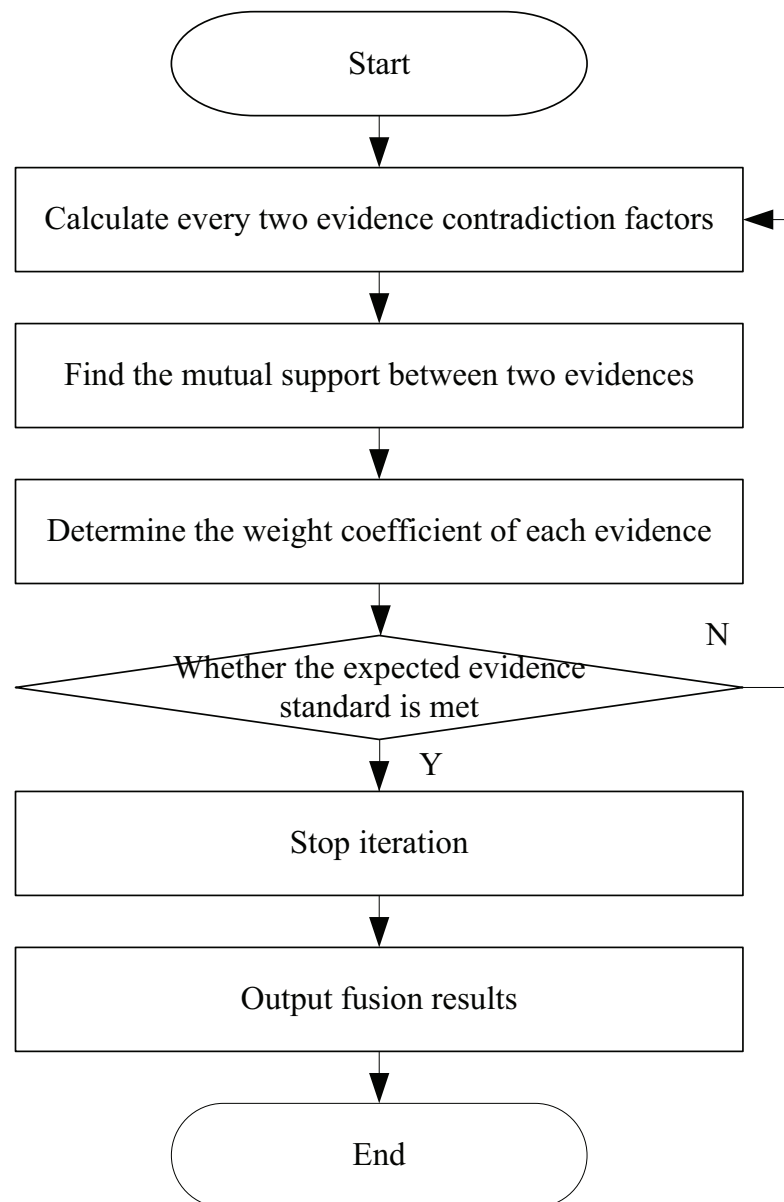 Start
Calculate every two evidence contradiction factors
Find the mutual support between two evidences
Determine the weight coefficient of each evidence
N
Whether the expected evidence
standard is met
Y
Stop iteration
Output fusion results
End